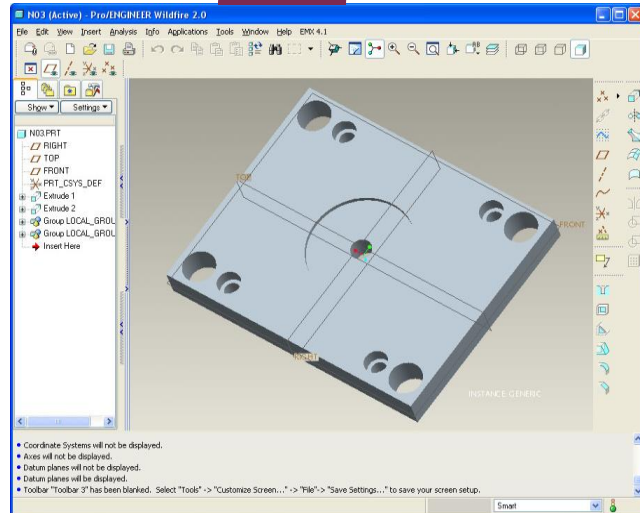 N03 (Active) - Pro/ENGINEER Wildfire 2.0
File Edit View Insert Analysis Info Applications Tools Window Help EMX 4.1
Show Settings
N03.PRT
RIGHT
TOP
FRONT
PRT_CSYS_DEF
Extrude 1
Extrude 2
Group LOCAL_GROU
Group LOCAL_GROU
Insert Here
TOP
FRONT
RIGHT
INSTANCE: GENERIC
• Coordinate Systems will not be displayed.
• Axes will not be displayed.
• Datum planes will not be displayed.
• Datum planes will be displayed.
• Toolbar "Toolbar 3" has been blanked. Select "Tools" -> "Customize Screen..." -> "File"-> "Save Settings..." to save your screen setup.
Smart